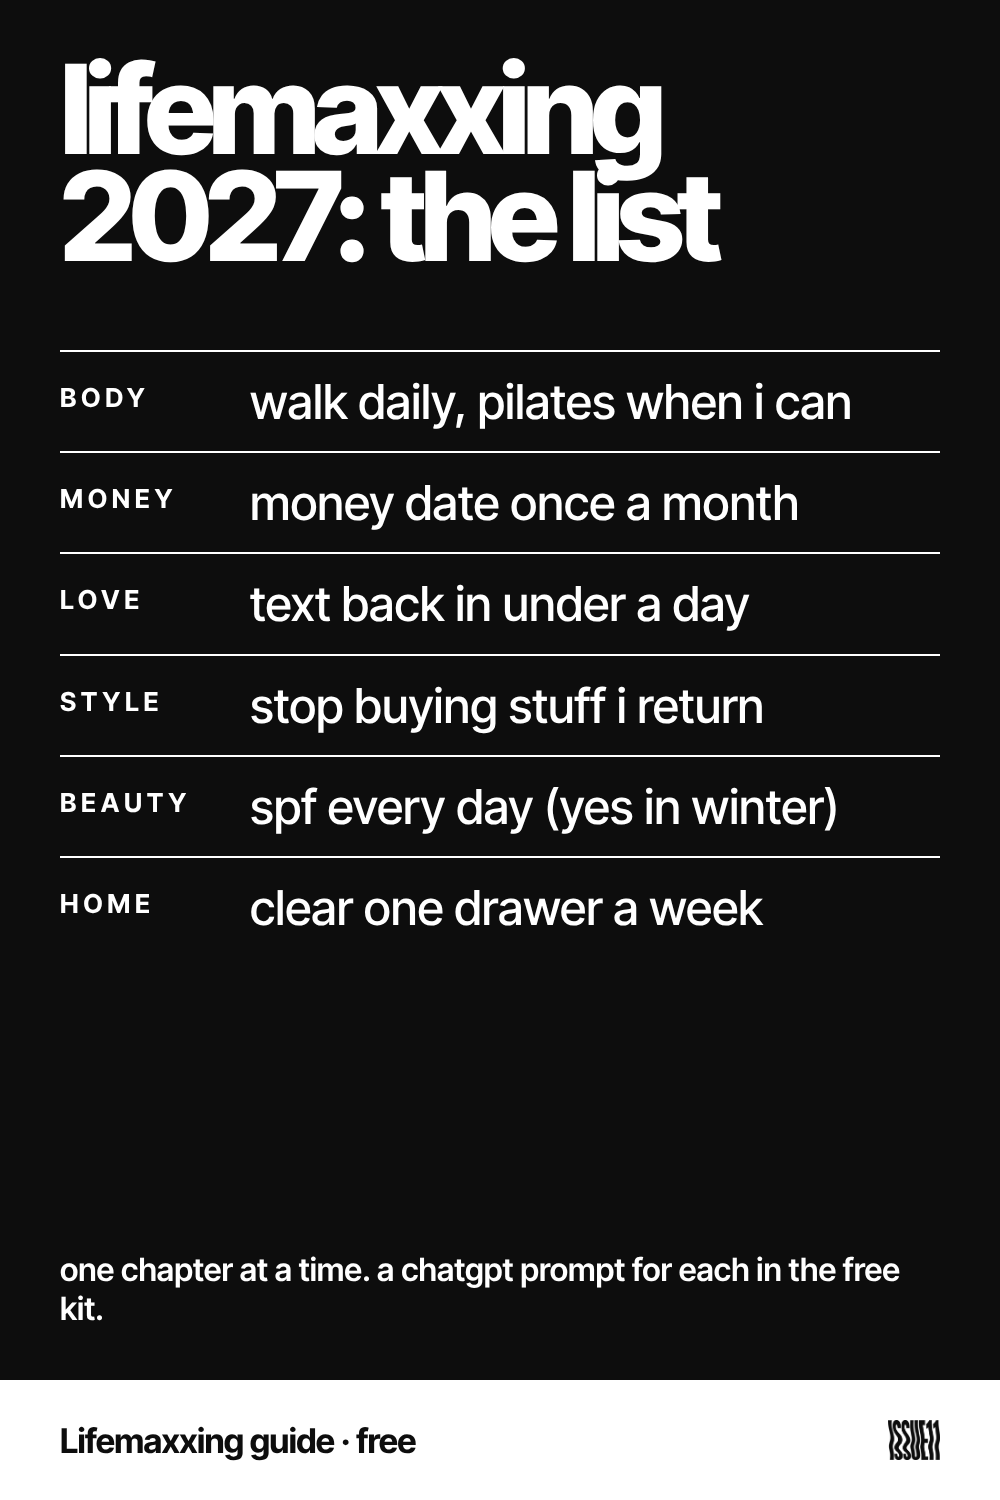 lifemaxxing
2027: the list
BODY walk daily, pilates when i can
MONEY money date once a month
LOVE text back in under a day
STYLE stop buying stuff i return
BEAUTY spf every day (yes in winter)
HOME clear one drawer a week
one chapter at a time. a chatgpt prompt for each in the free
kit.
Lifemaxxing guide · free
ISSUE11